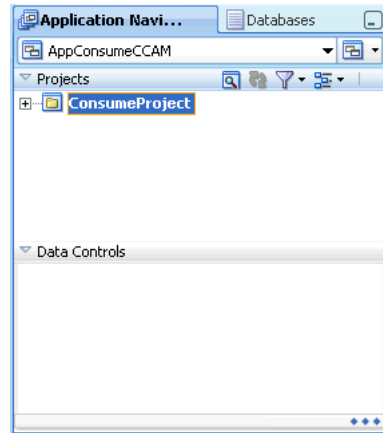 Application Navi... Databases
AppConsumeCCAM
Projects
ConsumeProject
Data Controls